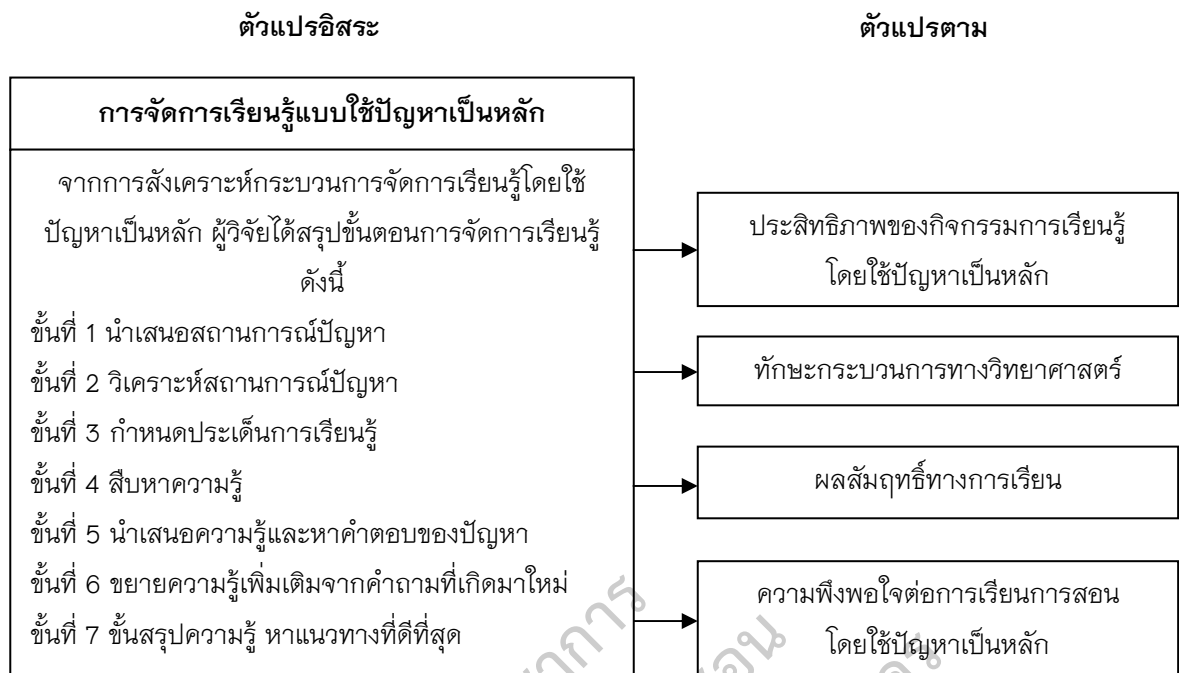 ตัวแปรอิสระ
ตัวแปรตาม
การจัดการเรียนรู้แบบใช้ปัญหาเป็นหลัก
จากการสังเคราะห์กระบวนการจัดการเรียนรู้โดยใช้
ปัญหาเป็นหลัก ผู้วิจัยได้สรุปขั้นตอนการจัดการเรียนรู้
ดังนี้
ขั้นที่ 1 นำเสนอสถานการณ์ปัญหา
ขั้นที่ 2 วิเคราะห์สถานการณ์ปัญหา
ขั้นที่ 3 กำหนดประเด็นการเรียนรู้
ขั้นที่ 4 สืบหาความรู้
ขั้นที่ 5 นำเสนอความรู้และหาคำตอบของปัญหา
ขั้นที่ 6 ขยายความรู้เพิ่มเติมจากคำถามที่เกิดมาใหม่
ขั้นที่ 7 ขั้นสรุปความรู้ หาแนวทางที่ดีที่สุด
ประสิทธิภาพของกิจกรรมการเรียนรู้
โดยใช้ปัญหาเป็นหลัก
ทักษะกระบวนการทางวิทยาศาสตร์
ผลสัมฤทธิ์ทางการเรียน
ความพึงพอใจต่อการเรียนการสอน
โดยใช้ปัญหาเป็นหลัก